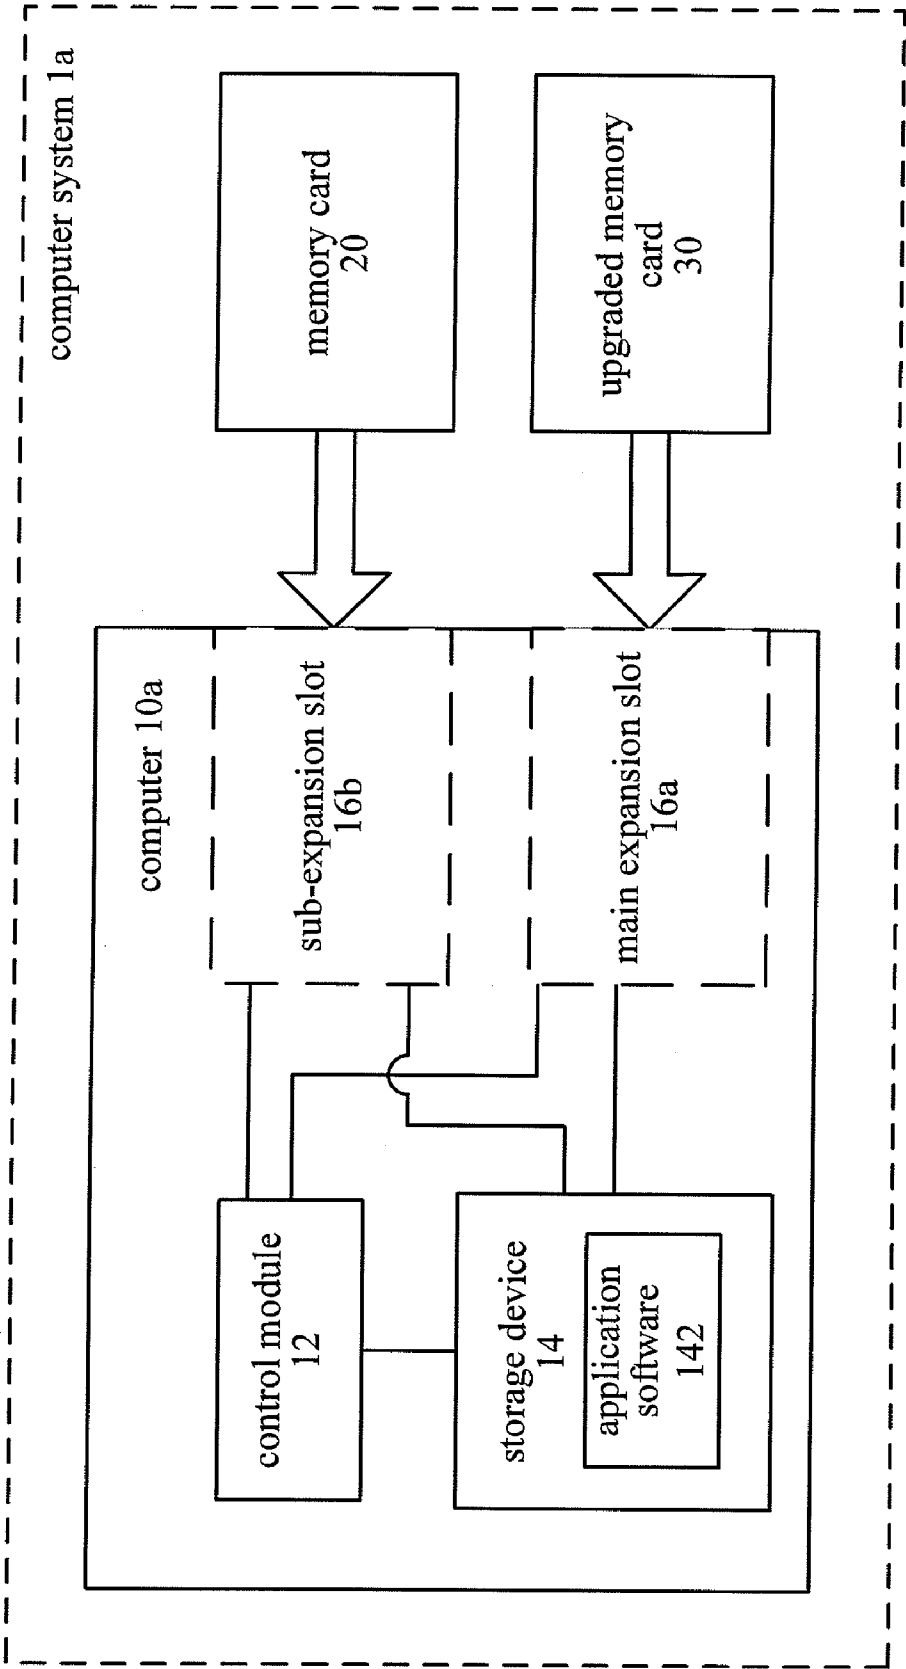 computer system 1a
computer 10a
control module
12
sub-expansion slot
16b
memory card
20
storage device
14
application
software
142
main expansion slot
16a
upgraded memory
card
30